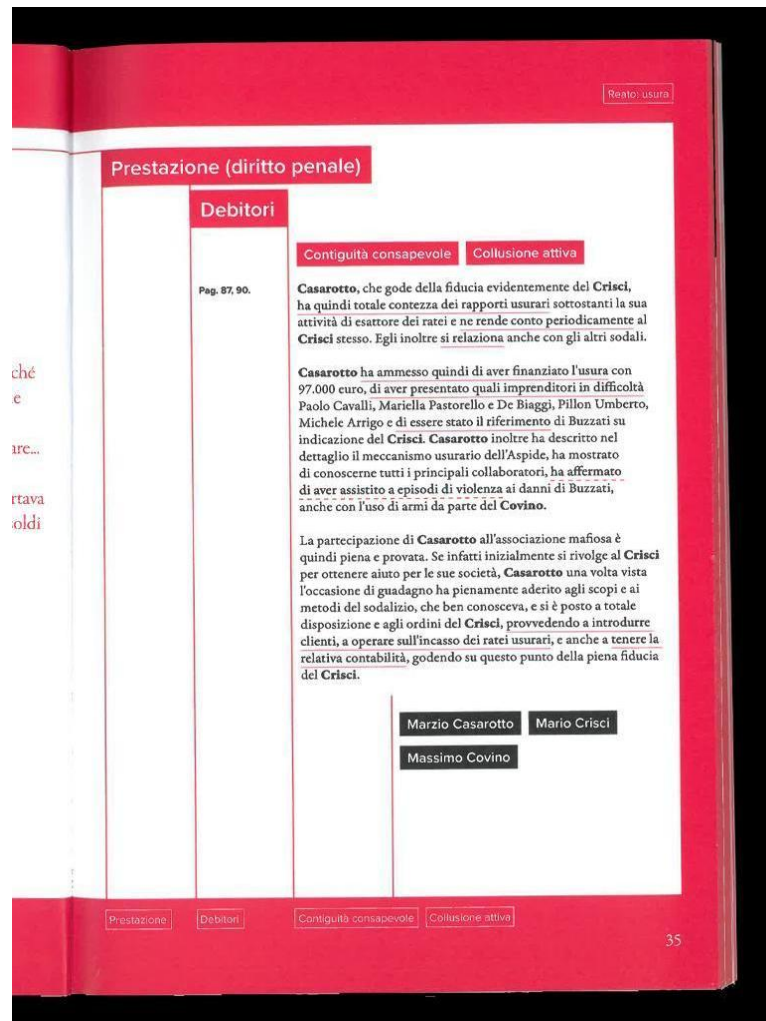 Reato: usura
Prestazione (diritto penale)
Debitori
Contiguità consapevole
Collusione attiva
Pag. 87, 90.
Casarotto, che gode della fiducia evidentemente del Crisci,
ha quindi totale contezza dei rapporti usurari sottostanti la sua
attività di esattore dei ratei e ne rende conto periodicamente al
Crisci stesso. Egli inoltre si relaziona anche con gli altri sodali.
Casarotto ha ammesso quindi di aver finanziato l'usura con
97.000 euro, di aver presentato quali imprenditori in difficoltà
Paolo Cavalli, Mariella Pastorello e De Biaggi, Pillon Umberto,
Michele Arrigo e di essere stato il riferimento di Buzzati su
indicazione del Crisci. Casarotto inoltre ha descritto nel
dettaglio il meccanismo usurario dell'Aspide, ha mostrato
di conoscerne tutti i principali collaboratori, ha affermato
di aver assistito a episodi di violenza ai danni di Buzzati,
anche con l'uso di armi da parte del Covino.
La partecipazione di Casarotto all'associazione mafiosa è
quindi piena e provata. Se infatti inizialmente si rivolge al Crisci
per ottenere aiuto per le sue società, Casarotto una volta vista
l'occasione di guadagno ha pienamente aderito agli scopi e ai
metodi del sodalizio, che ben conosceva, e si è posto a totale
disposizione e agli ordini del Crisci, provvedendo a introdurre
clienti, a operare sull'incasso dei ratei usurari, e anche a tenere la
relativa contabilità, godendo su questo punto della piena fiducia
del Crisci.
ché
e
are...
rtava
oldi
Marzio Casarotto
Mario Crisci
Massimo Covino
Prestazione
Debitori
Contiguità consapevole
Collusione attiva
35